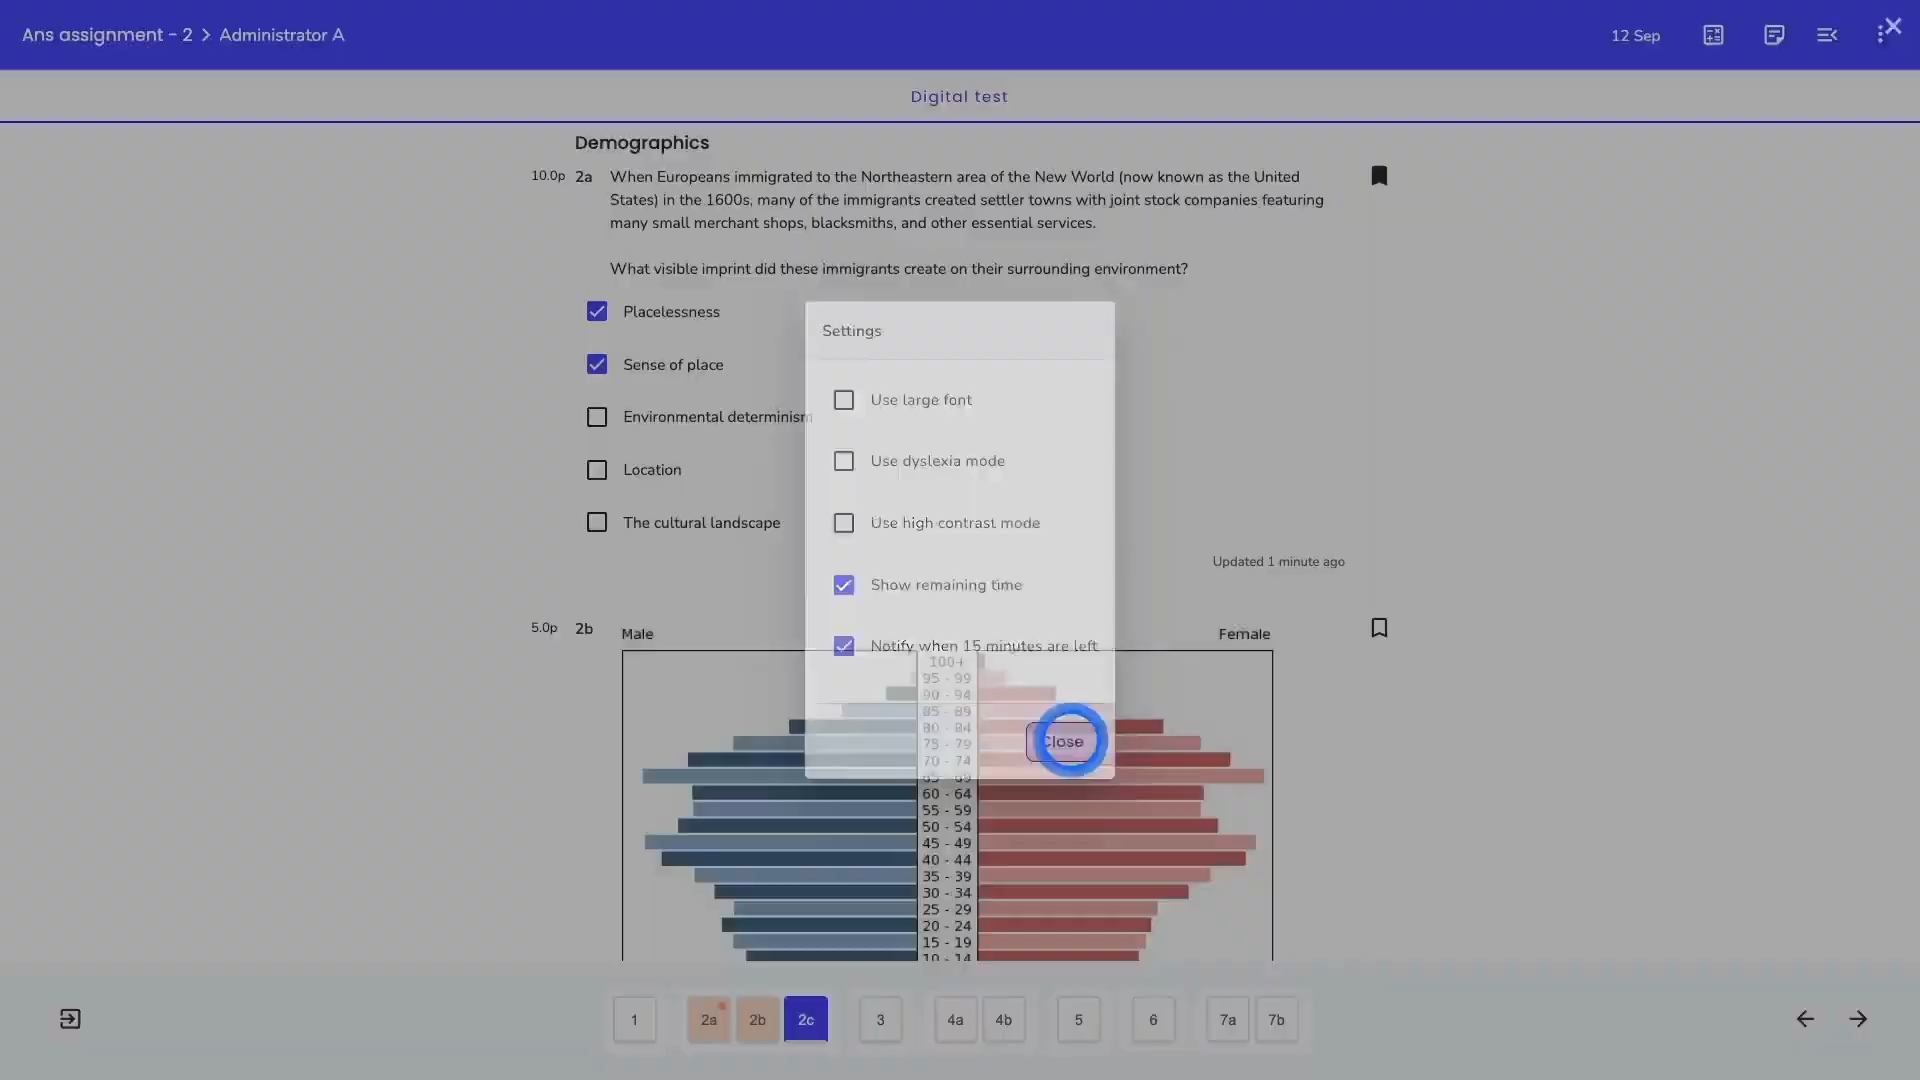 Ans assignment - 2 > Administrator A
12 Sep
Digital test
Demographics
10.0p 2a When Europeans immigrated to the Northeastern area of the New World (now known as the United
States) in the 1600s, many of the immigrants created settler towns with joint stock companies featuring
many small merchant shops, blacksmiths, and other essential services.
What visible imprint did these immigrants create on their surrounding environment?
Placelessness
Sense of place
Environmental determinism
Location
The cultural landscape
Updated 1 minute ago
Settings
Use large font
Use dyslexia mode
Use high contrast mode
Show remaining time
Notify when 15 minutes are left
Close
5.0p 2b Male Female
100+
95 - 99
90 - 94
85 - 89
80 - 84
75 - 79
70 - 74
65 - 69
60 - 64
55 - 59
50 - 54
45 - 49
40 - 44
35 - 39
30 - 34
25 - 29
20 - 24
15 - 19
10 - 14
1 2a 2b 2c 3 4a 4b 5 6 7a 7b